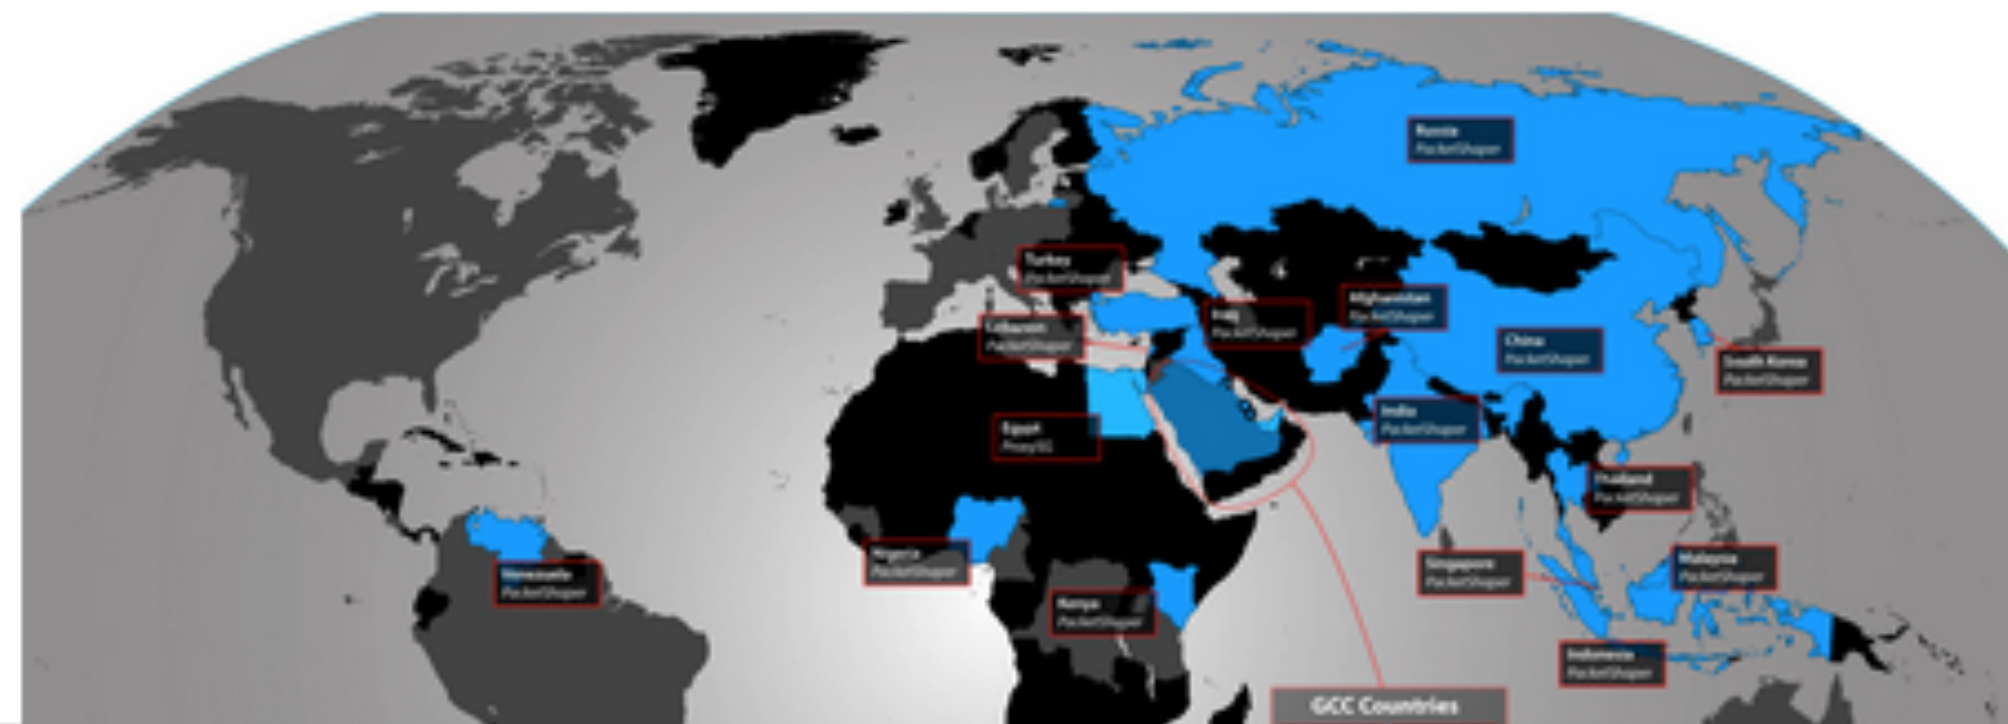 Russia
PacketShaper
Turkey
PacketShaper
Afghanistan
PacketShaper
Iraq
PacketShaper
Lebanon
PacketShaper
China
PacketShaper
South Korea
PacketShaper
India
PacketShaper
Egypt
ProxySG
Thailand
PacketShaper
Nigeria
PacketShaper
Venezuela
PacketShaper
Singapore
PacketShaper
Malaysia
PacketShaper
Kenya
PacketShaper
Indonesia
PacketShaper
GCC Countries